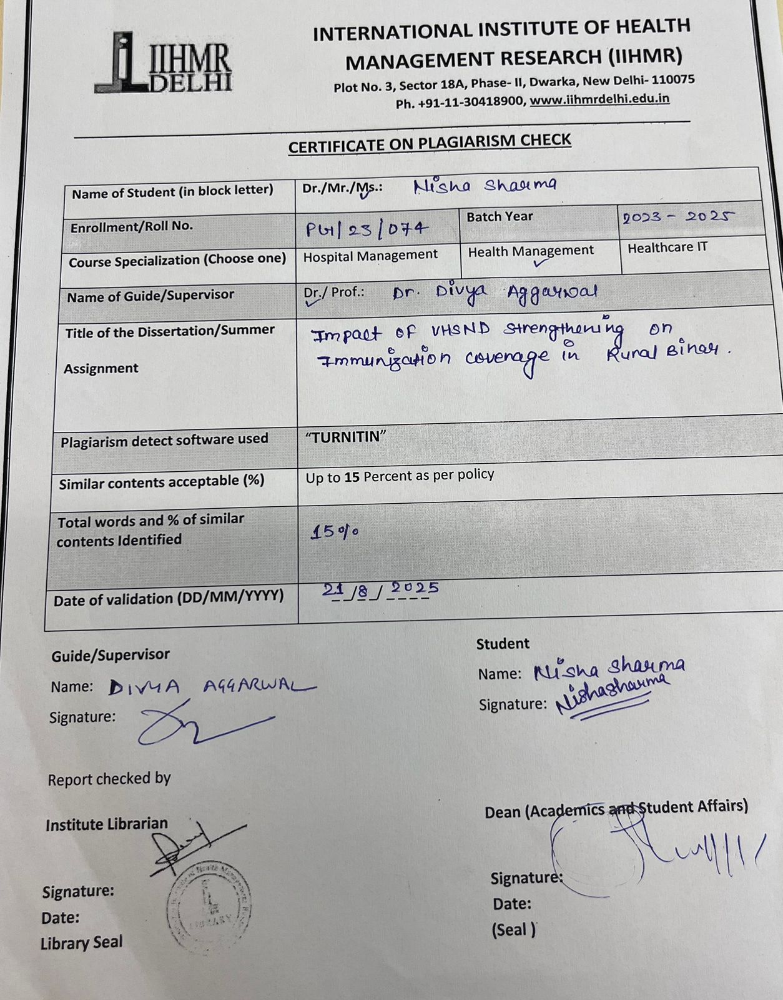 IIHMR
DELHI
INTERNATIONAL INSTITUTE OF HEALTH
MANAGEMENT RESEARCH (IIHMR)
Plot No. 3, Sector 18A, Phase- II, Dwarka, New Delhi- 110075
Ph. +91-11-30418900, www.iihmrdelhi.edu.in
CERTIFICATE ON PLAGIARISM CHECK
Name of Student (in block letter) Dr./Mr./Ms.: Nisha Sharma
Enrollment/Roll No. PG/23/074 Batch Year 2023 - 2025
Course Specialization (Choose one) Hospital Management Health Management Healthcare IT
Name of Guide/Supervisor Dr./ Prof.: Dr. Divya Aggarwal
Title of the Dissertation/Summer
Assignment
Impact OF VHSND Strengthening on
Immunization coverage in Rural Bihar.
Plagiarism detect software used “TURNITIN”
Similar contents acceptable (%) Up to 15 Percent as per policy
Total words and % of similar
contents Identified
15%
Date of validation (DD/MM/YYYY) 21/8/2025
Guide/Supervisor
Name: DIVYA AGGARWAL
Signature:
Student
Name: Nisha Sharma
Signature: Nishasharma
Report checked by
Institute Librarian
Signature:
Date:
Library Seal
LIBRARY
Dean (Academics and Student Affairs)
Signature:
Date:
(Seal )